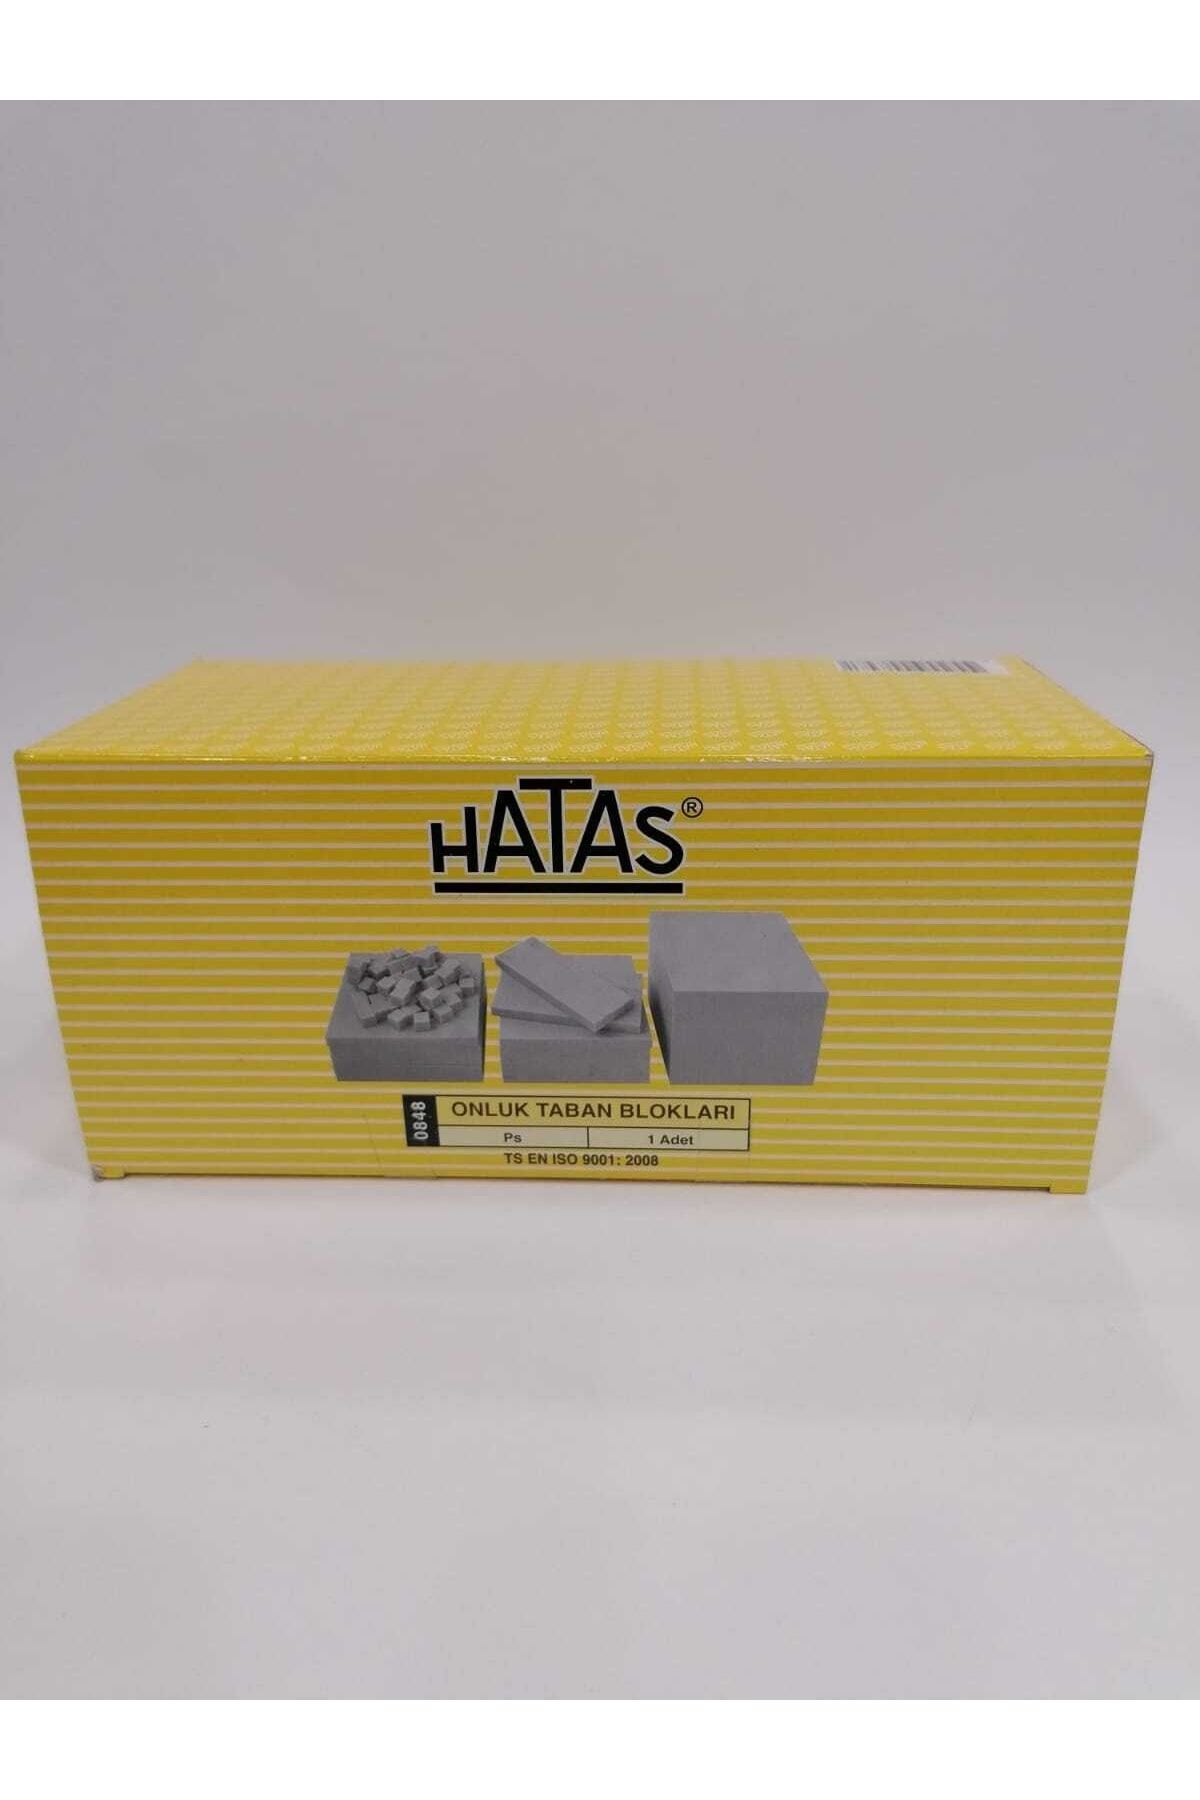 HATAS®
0848
ONLUK TABAN BLOKLARI
Ps 1 Adet
TS EN ISO 9001: 2008